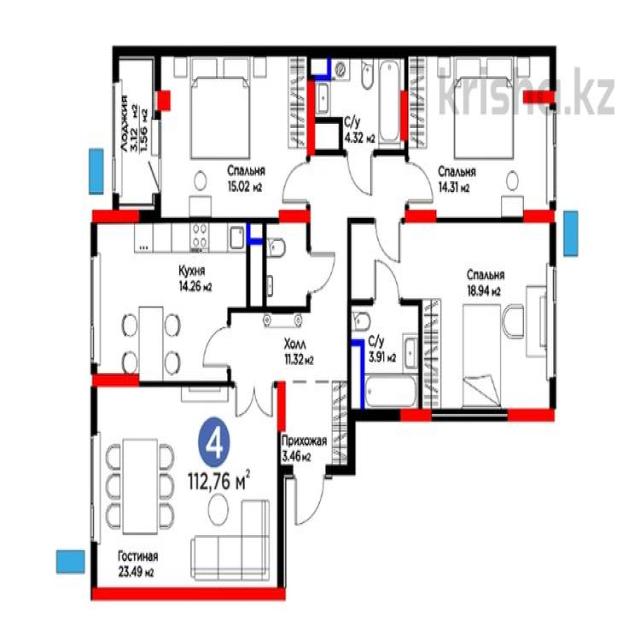 krisha.kz
Лоджия
3.12 м2
1.56 м2
Спальня
15.02 м2
С/у
4.32 м2
Спальня
14.31 м2
Кухня
14.26 м2
Спальня
18.94 м2
Холл
11.32 м2
С/у
3.91 м2
Прихожая
3.46 м2
4
112,76 м2
Гостиная
23.49 м2